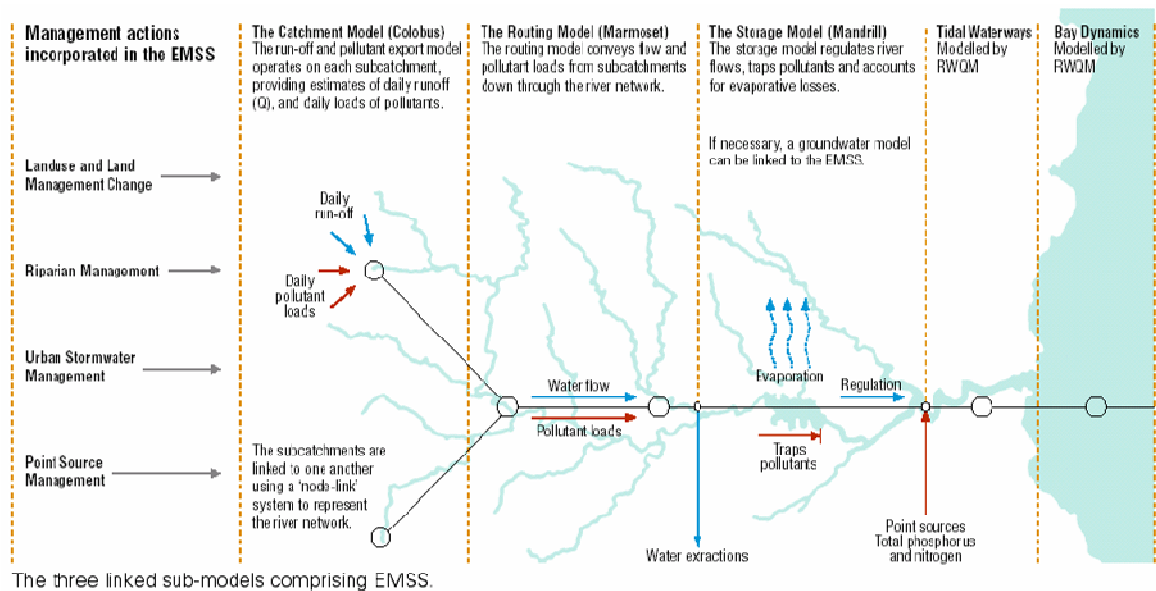 Management actions
incorporated in the EMSS
Landuse and Land
Management Change
Riparian Management
Urban Stormwater
Management
Point Source
Management
The Catchment Model (Colobus)
The run-off and pollutant export model
operates on each subcatchment,
providing estimates of daily runoff
(Q), and daily loads of pollutants.
Daily
run-off
Daily
pollutant
loads
The subcatchments are
linked to one another
using a 'node-link'
system to represent
the river network.
The Routing Model (Marmoset)
The routing model conveys flow and
pollutant loads from subcatchments
down through the river network.
Water flow
Pollutant loads
The Storage Model (Mandrill)
The storage model regulates river
flows, traps pollutants and accounts
for evaporative losses.
If necessary, a groundwater model
can be linked to the EMSS.
Evaporation
Regulation
Traps
pollutants
Water extractions
Tidal Waterways
Modelled by
RWQM
Point sources
Total phosphorus
and nitrogen
Bay Dynamics
Modelled by
RWQM
The three linked sub-models comprising EMSS.